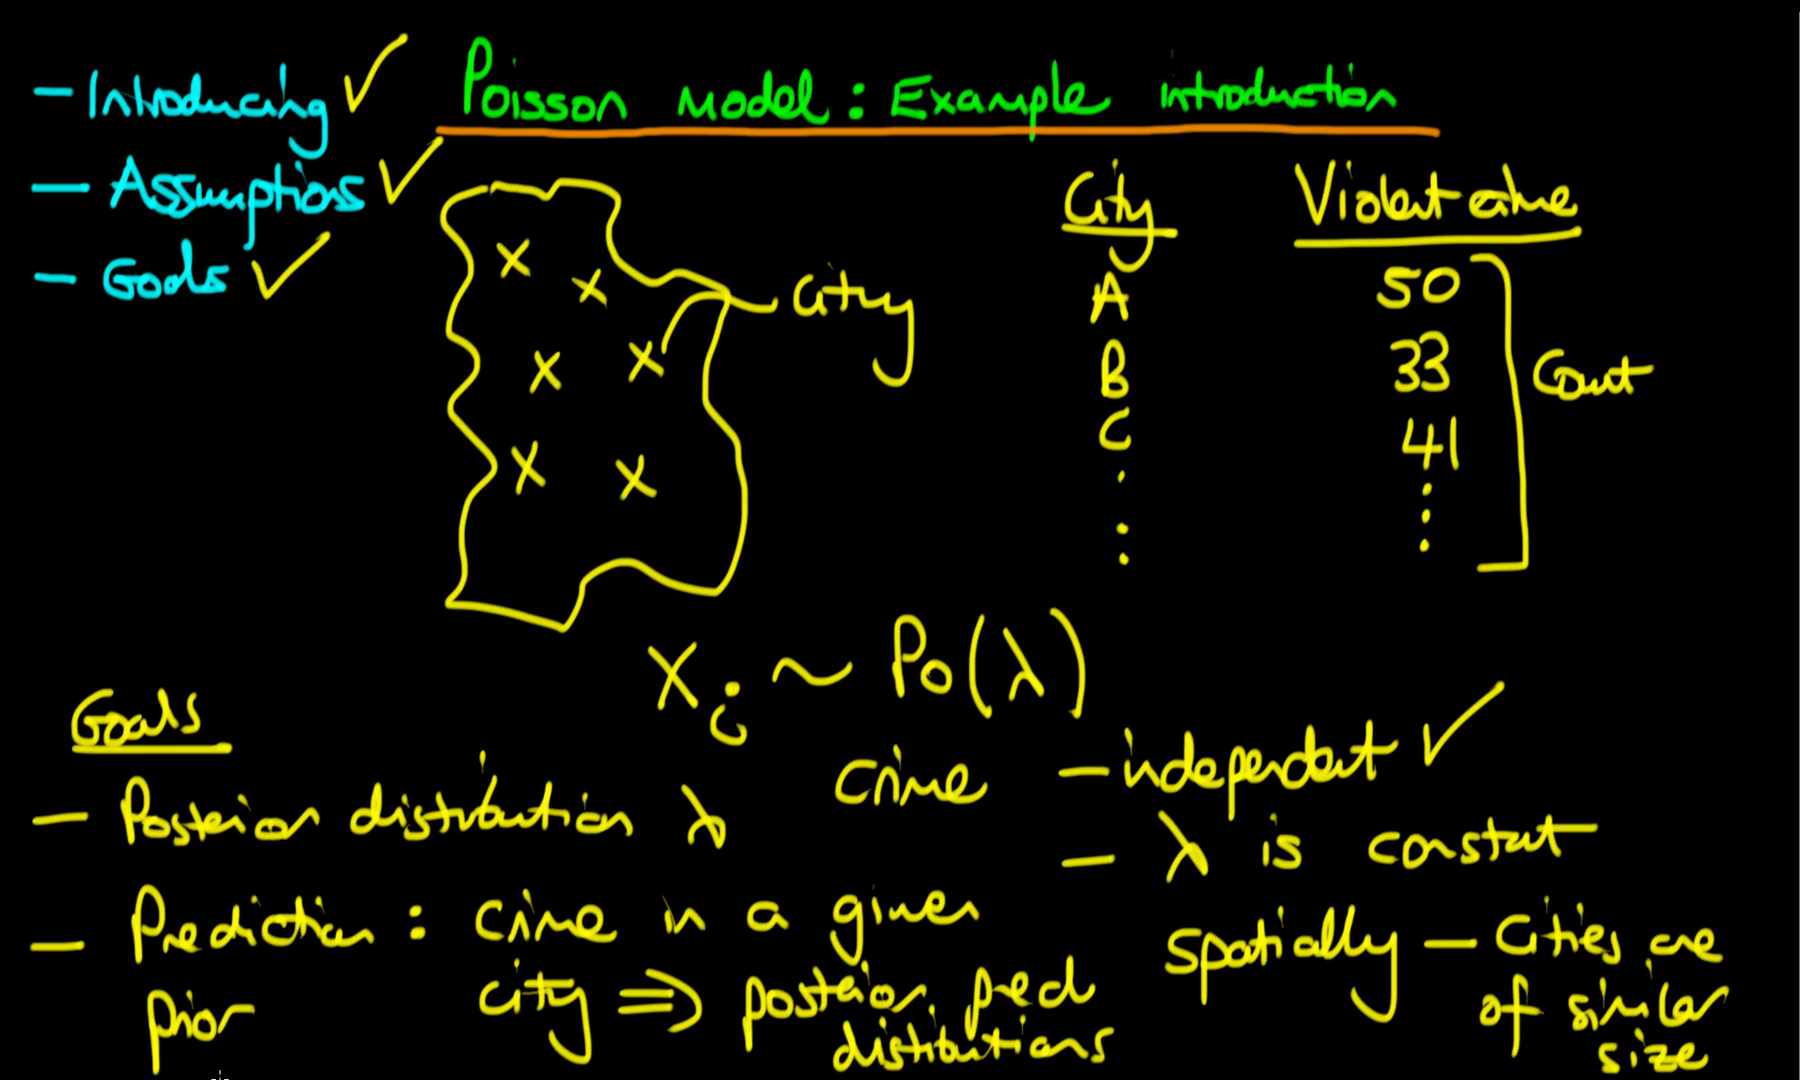 Poisson model : Example introduction
- Introducing ✓
- Assumptions ✓
- Goals ✓
City
City Violent crime
A 50
B 33
C 41
Count
X_i ~ Po(λ)
crime
- independent ✓
- λ is constant
spatially - Cities are
of similar
size
Goals
- Posterior distribution λ
- Prediction : crime in a given
city ⇒ posterior pred
distributions
prior